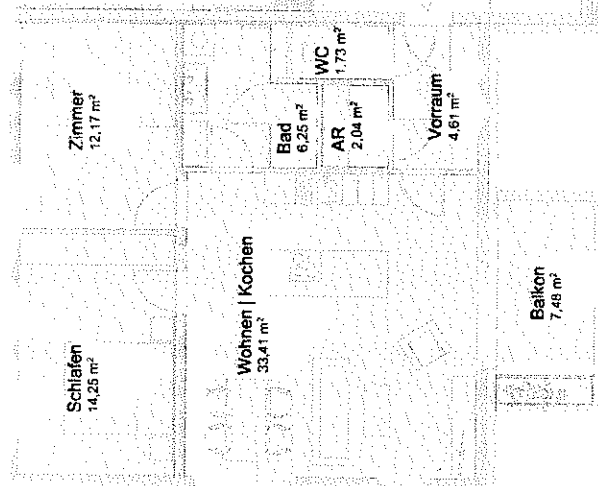 Zimmer
12,17 m²
WC
1.73 m²
Bad
6,25 m²
AR
2,04 m²
Vorraum
4,61 m²
Schlafen
14,25 m²
Wohnen | Kochen
33,41 m²
Balkon
7,48 m²